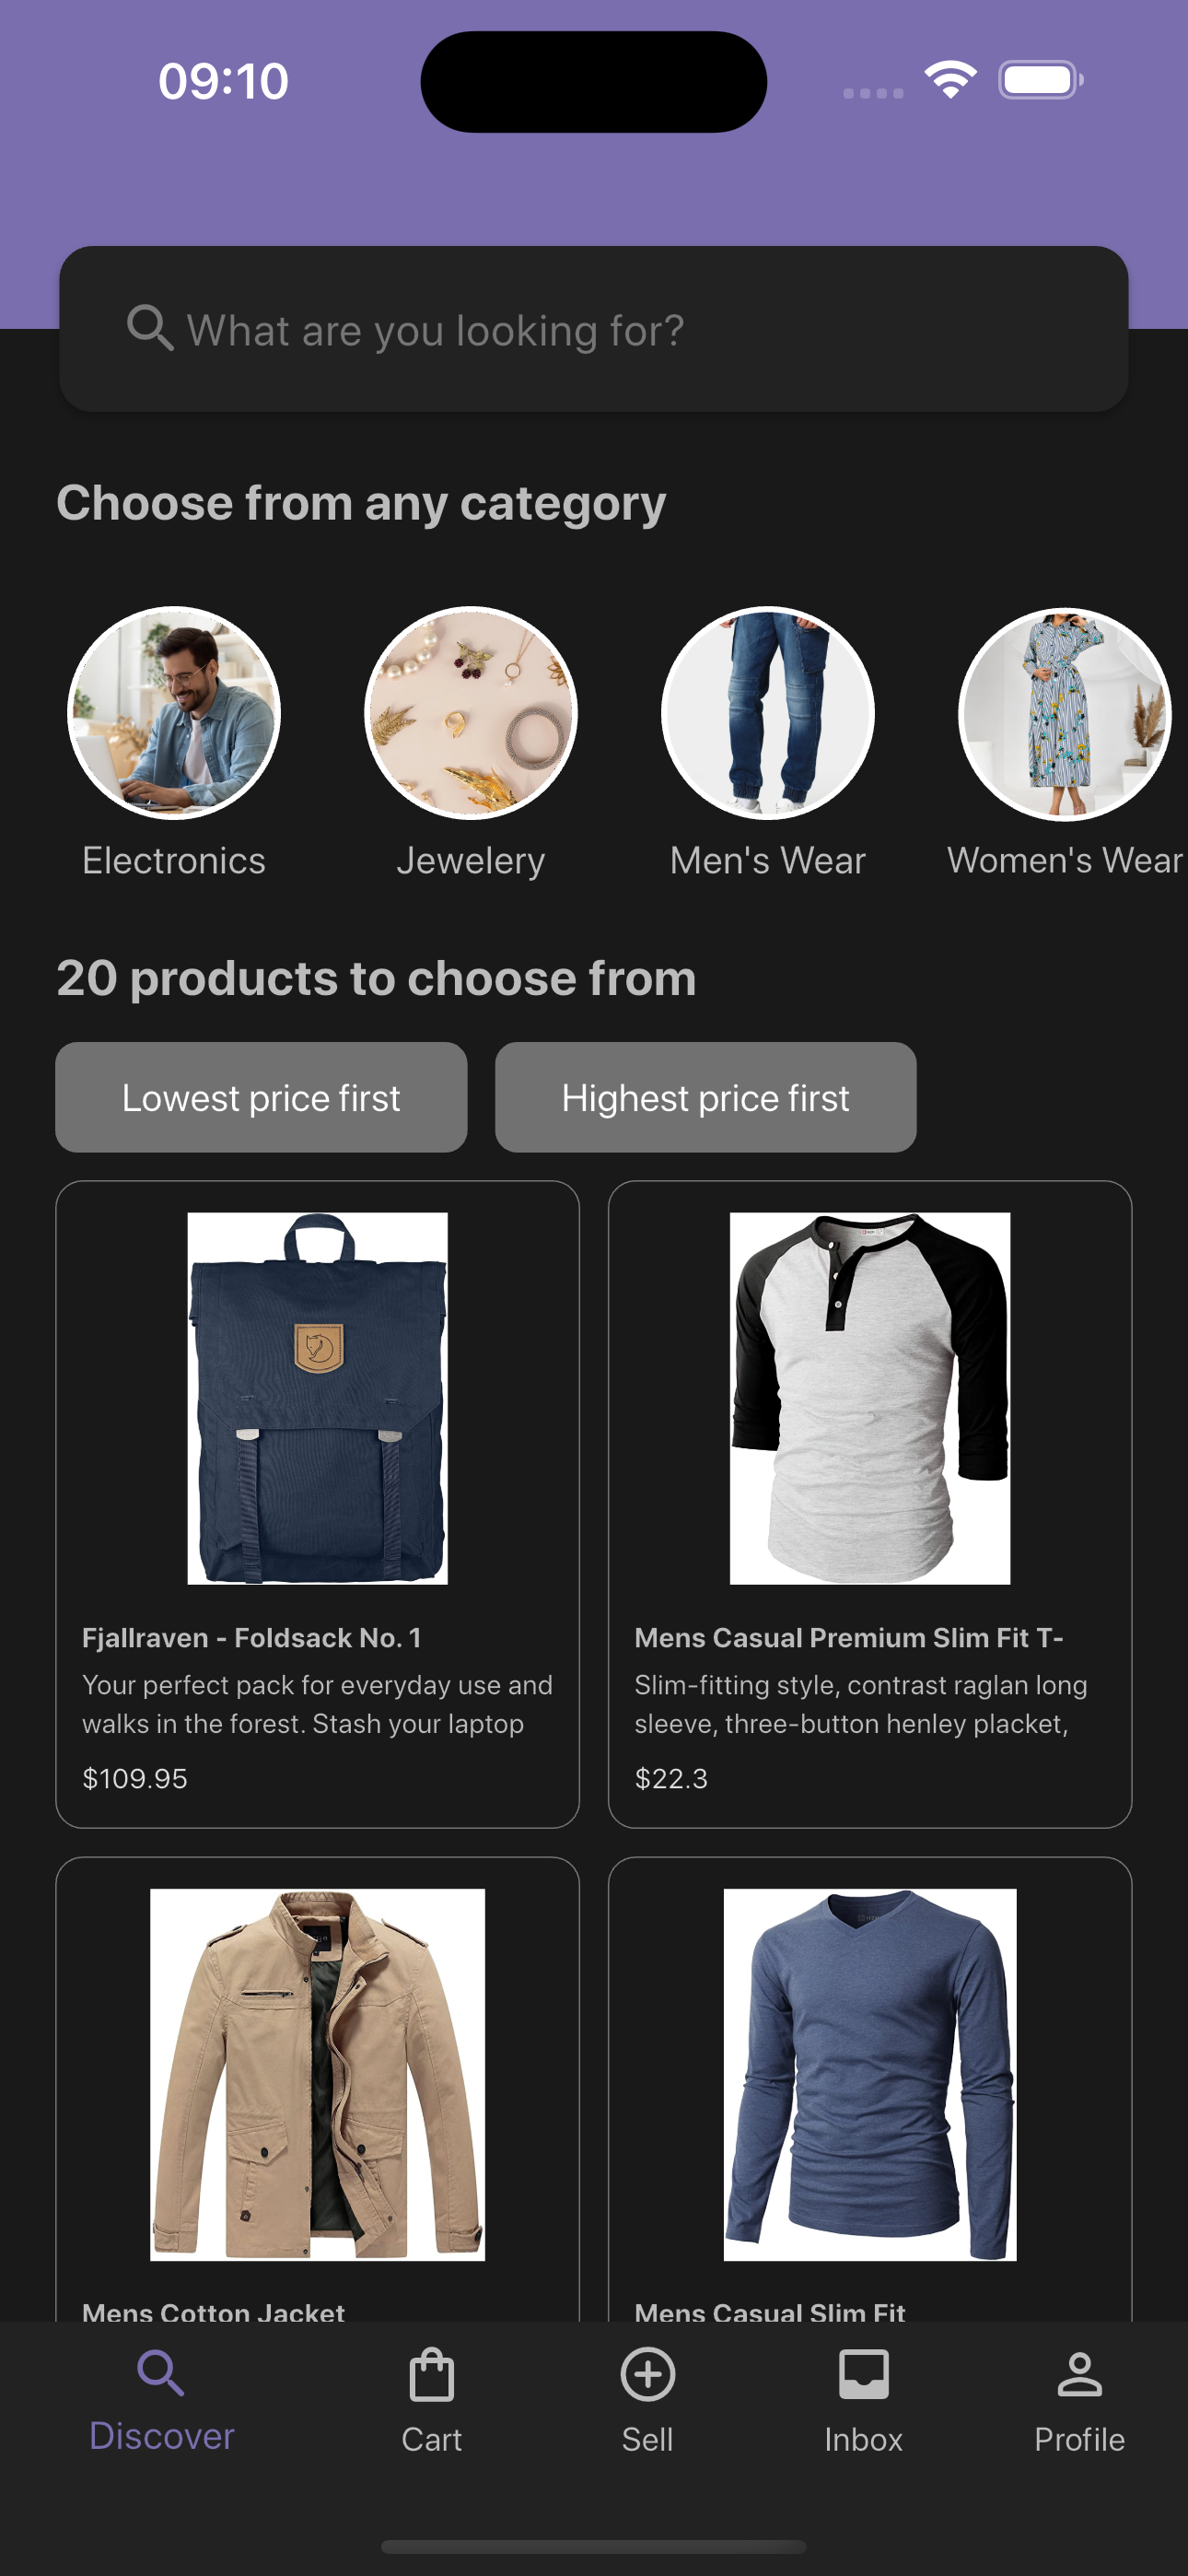 09:10
What are you looking for?
Choose from any category
Electronics
Jewelery
Men's Wear
Women's Wear
20 products to choose from
Lowest price first
Highest price first
Fjallraven - Foldsack No. 1
Your perfect pack for everyday use and
walks in the forest. Stash your laptop
$109.95
Mens Casual Premium Slim Fit T-
Slim-fitting style, contrast raglan long
sleeve, three-button henley placket,
$22.3
Mens Cotton Jacket
Mens Casual Slim Fit
Discover
Cart
Sell
Inbox
Profile